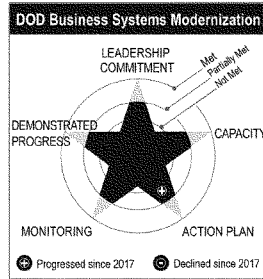 DOD Business Systems Modernization
LEADERSHIP
COMMITMENT
Met
Partially Met
Not Met
DEMONSTRATED
PROGRESS
CAPACITY
MONITORING
ACTION PLAN
Progressed since 2017
Declined since 2017